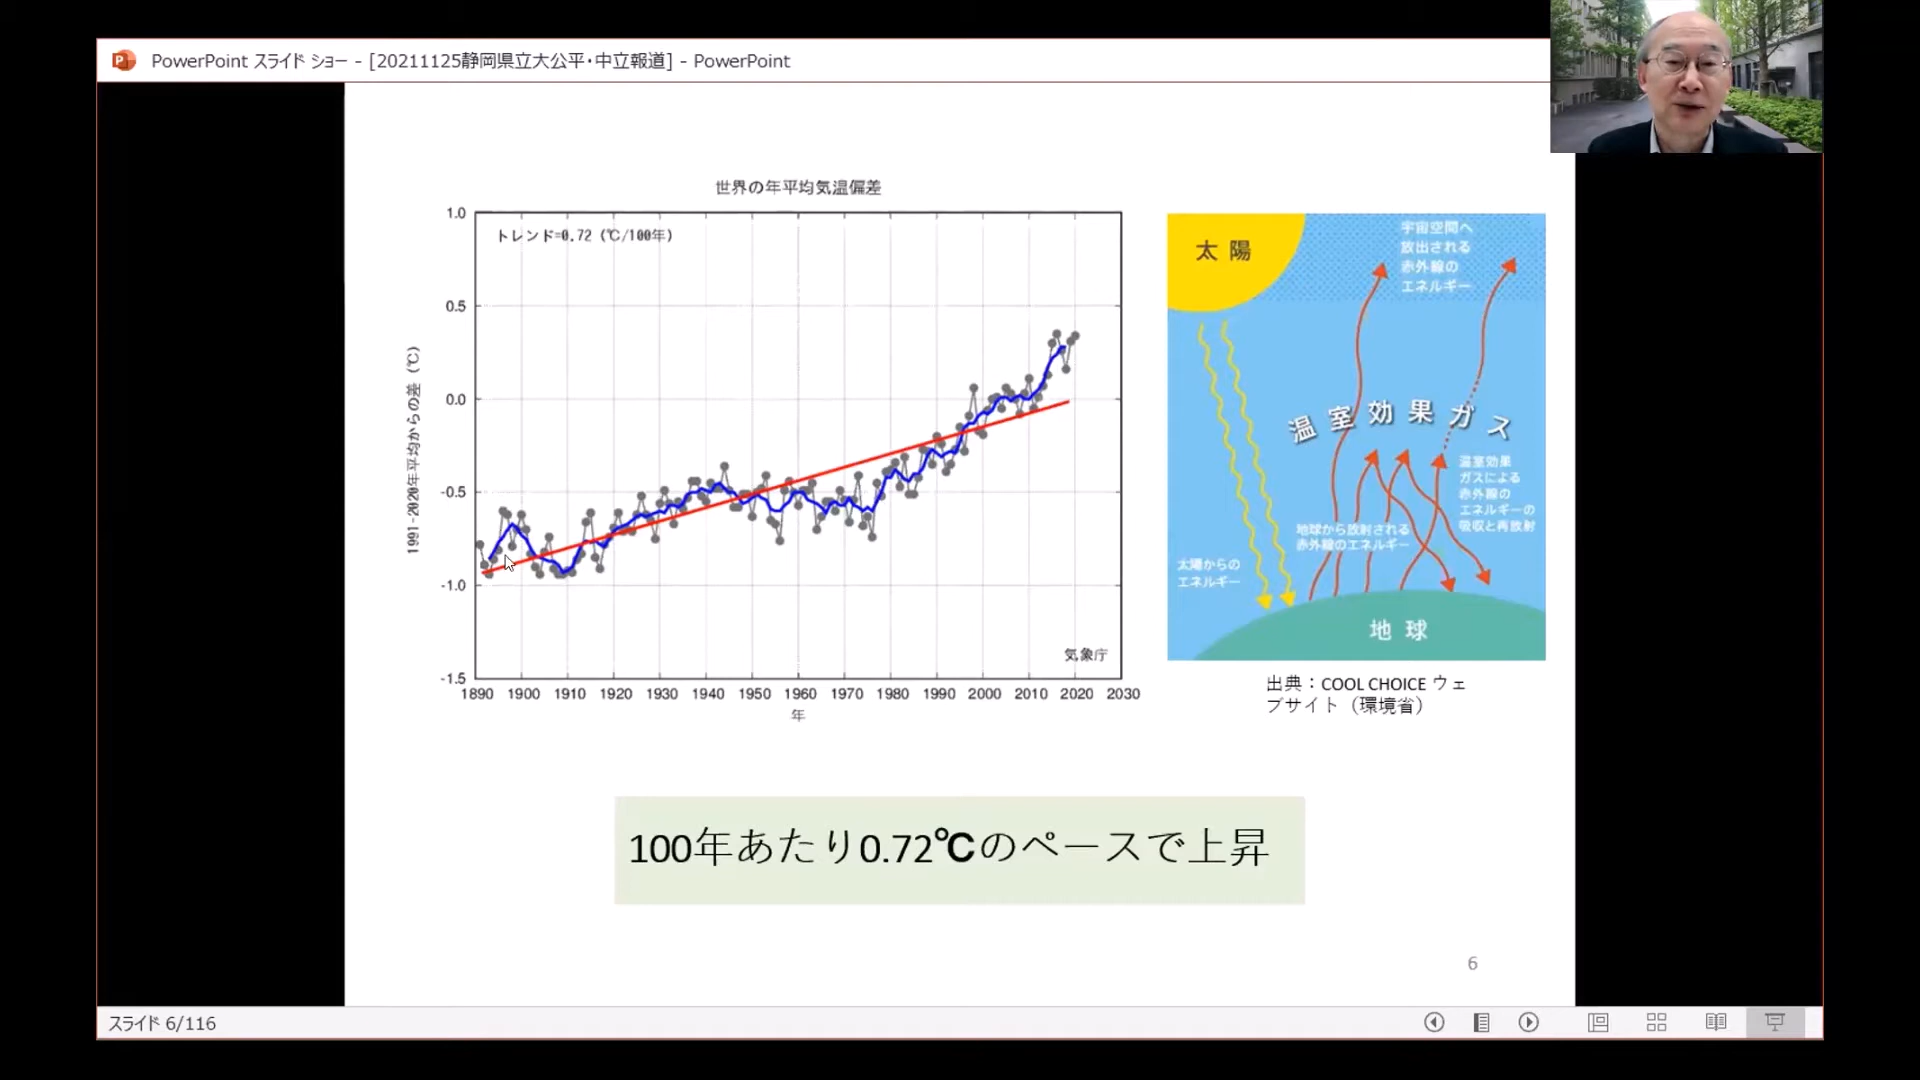 PowerPoint スライド ショー - [20211125静岡県立大公平・中立報道] - PowerPoint
世界の年平均気温偏差
トレンド=0.72 (℃/100年)
1.0
0.5
0.0
-0.5
-1.0
-1.5
1991-2020年平均からの差 (℃)
気象庁
1890 1900 1910 1920 1930 1940 1950 1960 1970 1980 1990 2000 2010 2020 2030
年
太陽
宇宙空間へ
放出される
赤外線の
エネルギー
温室効果ガス
温室効果
ガスによる
赤外線の
エネルギーの
吸収と再放射
地球から放射される
赤外線のエネルギー
太陽からの
エネルギー
地球
出典：COOL CHOICE ウェ
ブサイト（環境省）
100年あたり0.72℃のペースで上昇
6
スライド 6/116